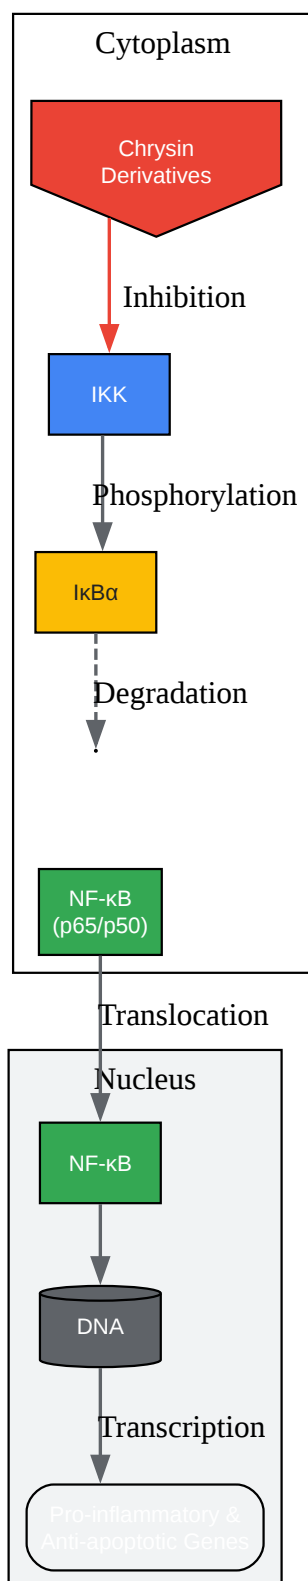 Cytoplasm
Chrysin
Derivatives
Inhibition
IKK
Phosphorylation
IκBα
Degradation
NF-κB
(p65/p50)
Translocation
Nucleus
NF-κB
DNA
Transcription
Pro-inflammatory &
Anti-apoptotic Genes